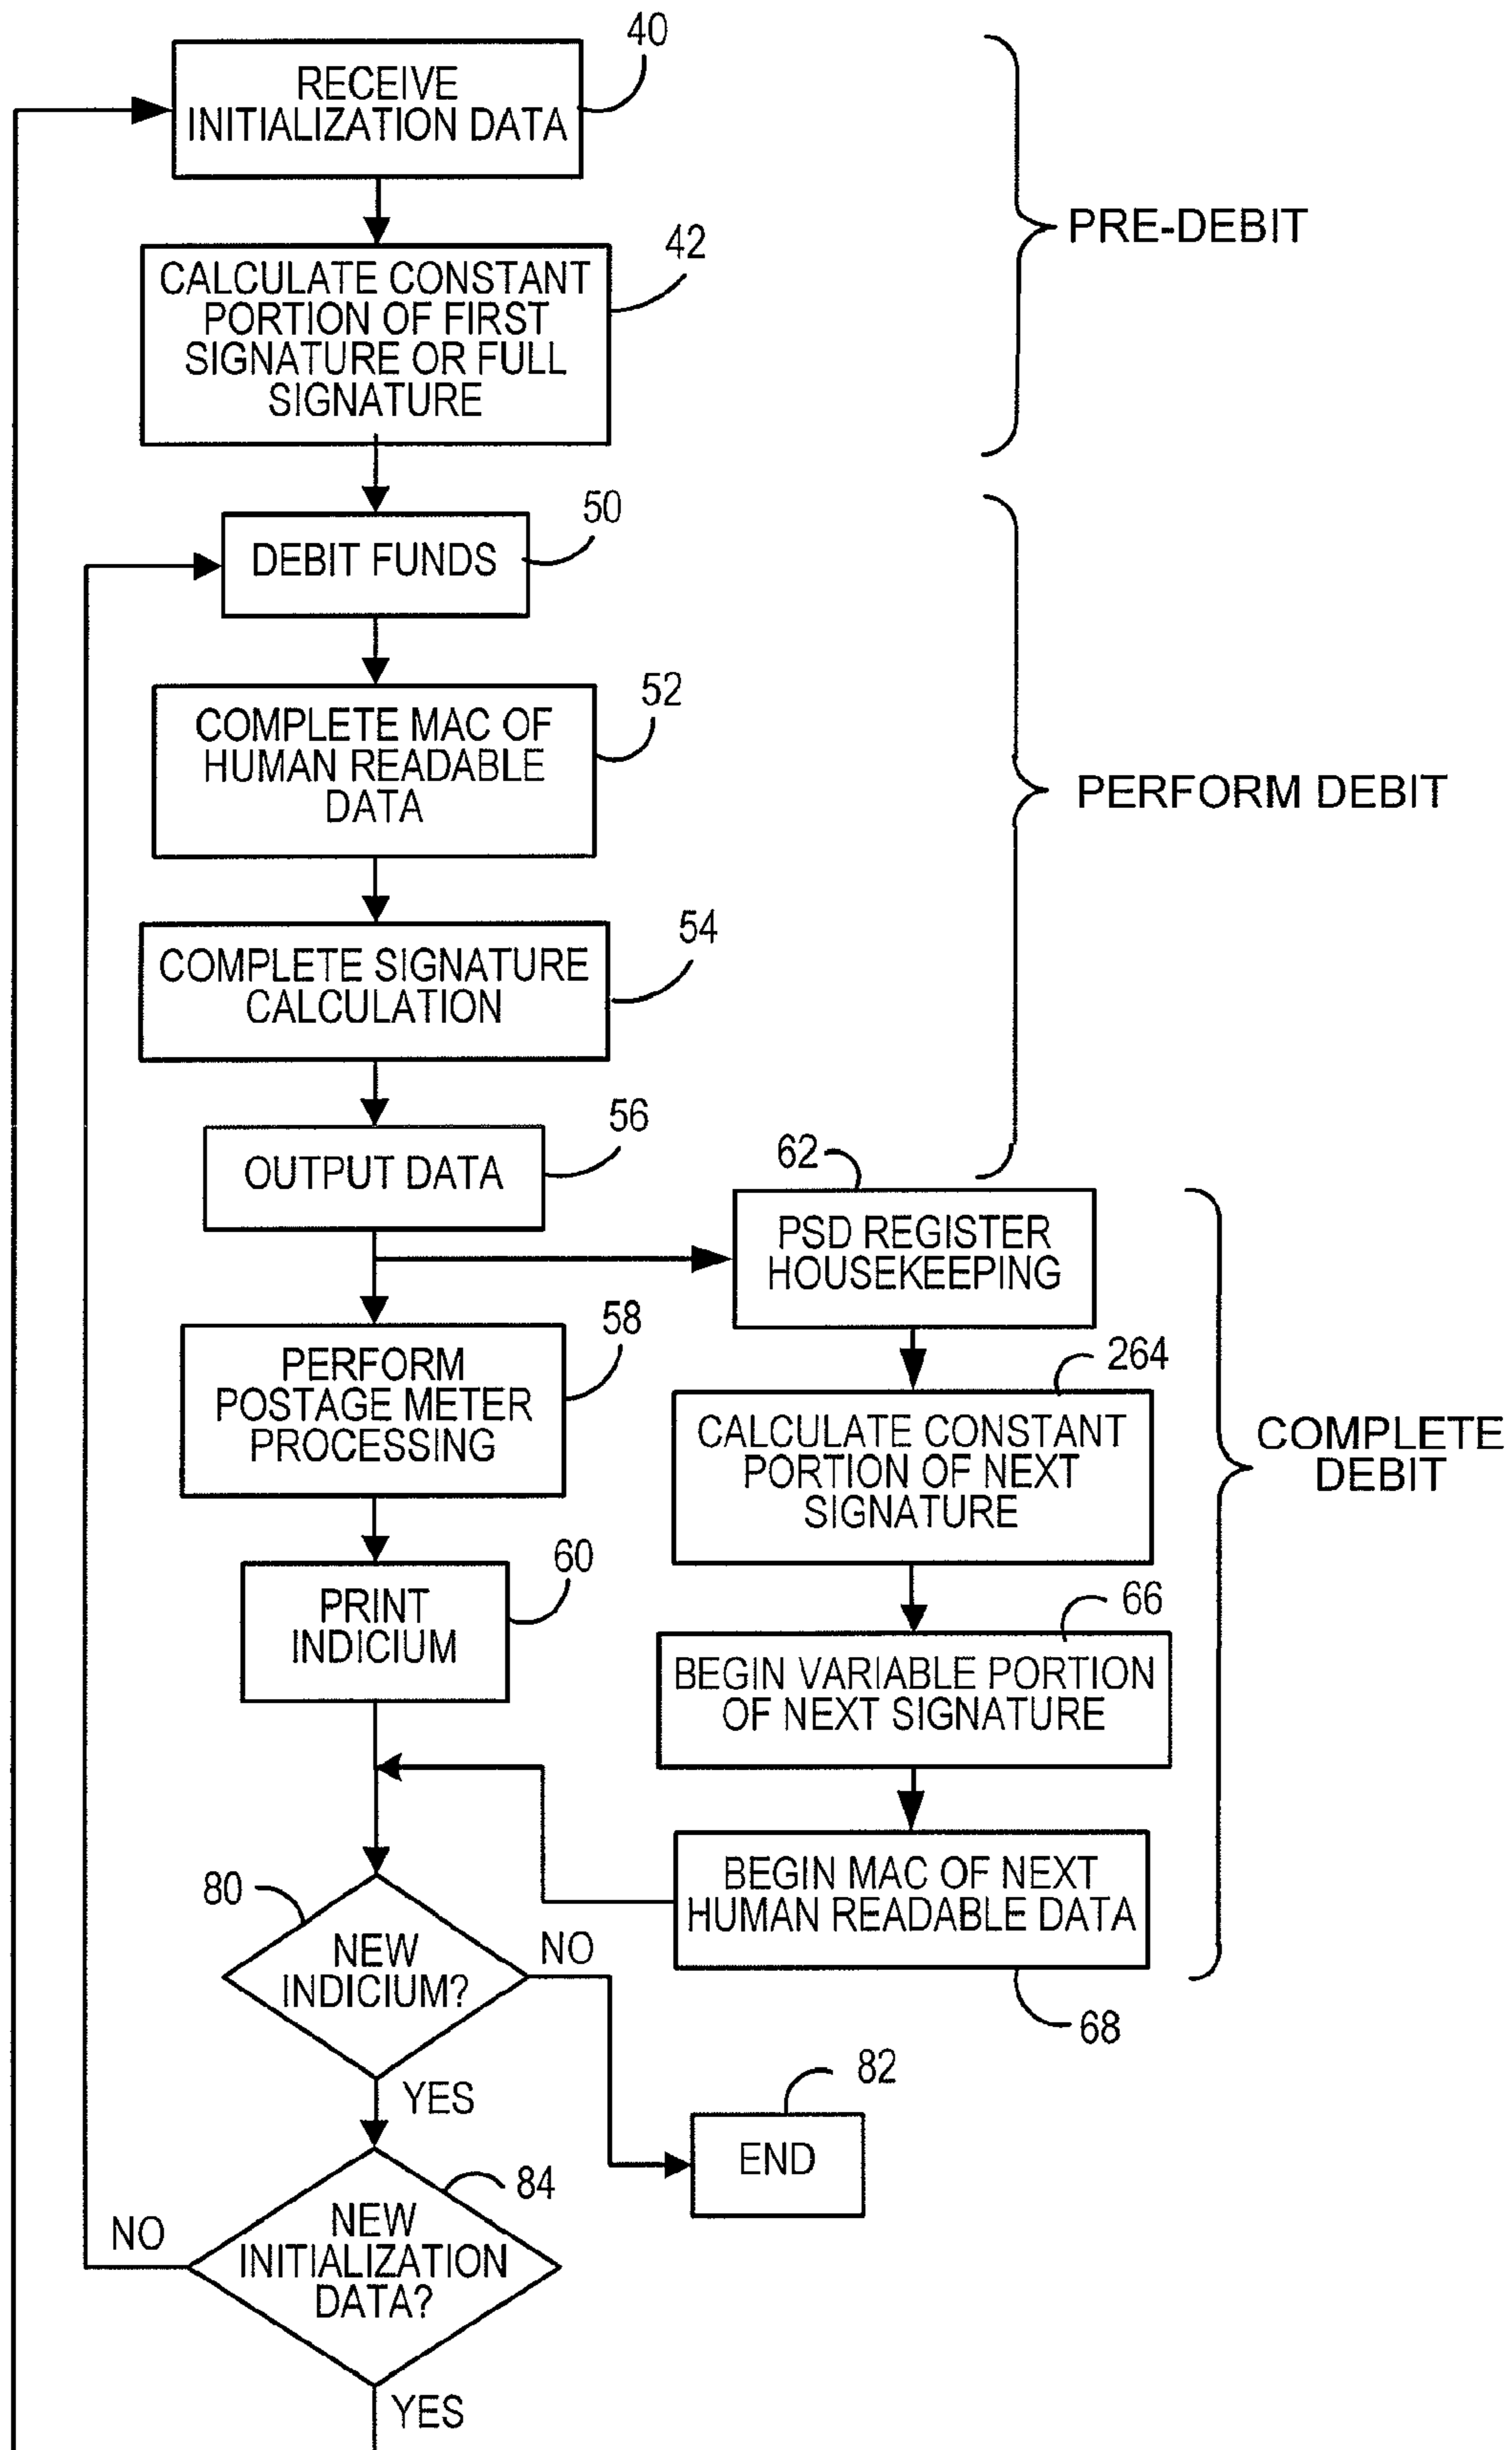 40
RECEIVE
INITIALIZATION DATA
PRE-DEBIT
42
CALCULATE CONSTANT
PORTION OF FIRST
SIGNATURE OR FULL
SIGNATURE
50
DEBIT FUNDS
52
COMPLETE MAC OF
HUMAN READABLE
DATA
PERFORM DEBIT
54
COMPLETE SIGNATURE
CALCULATION
56
OUTPUT DATA
62
PSD REGISTER
HOUSEKEEPING
58
PERFORM
POSTAGE METER
PROCESSING
264
CALCULATE CONSTANT
PORTION OF NEXT
SIGNATURE
COMPLETE
DEBIT
60
PRINT
INDICIUM
66
BEGIN VARIABLE PORTION
OF NEXT SIGNATURE
BEGIN MAC OF NEXT
HUMAN READABLE DATA
68
80
NEW
INDICIUM?
NO
YES
82
END
84
NEW
INITIALIZATION
DATA?
NO
YES